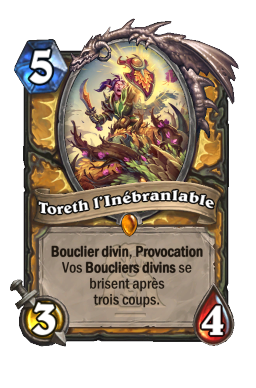 5
Toreth l'Inébranlable
Bouclier divin, Provocation
Vos Boucliers divins se
brisent après
trois coups.
3
4